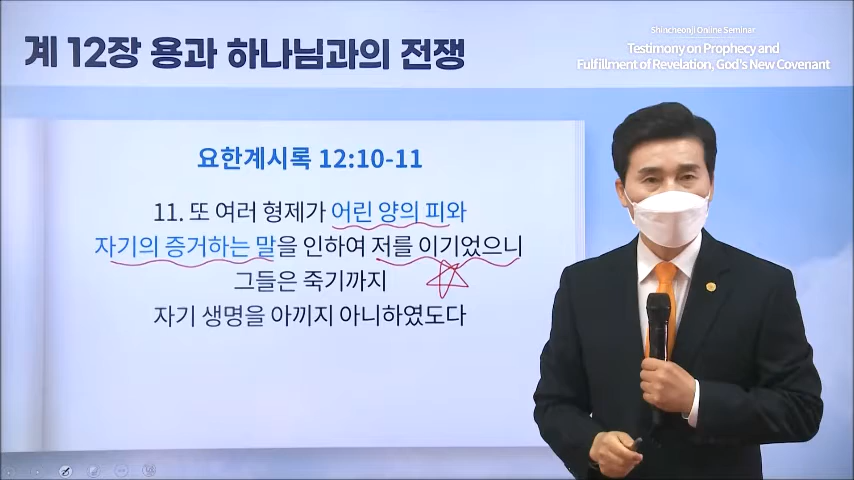 계 12장 용과 하나님과의 전쟁
Shincheonji Online Seminar
Testimony on Prophecy and
Fulfillment of Revelation, God's New Covenant
요한계시록 12:10-11
11. 또 여러 형제가 어린 양의 피와
자기의 증거하는 말을 인하여 저를 이기었으니
그들은 죽기까지
자기 생명을 아끼지 아니하였도다